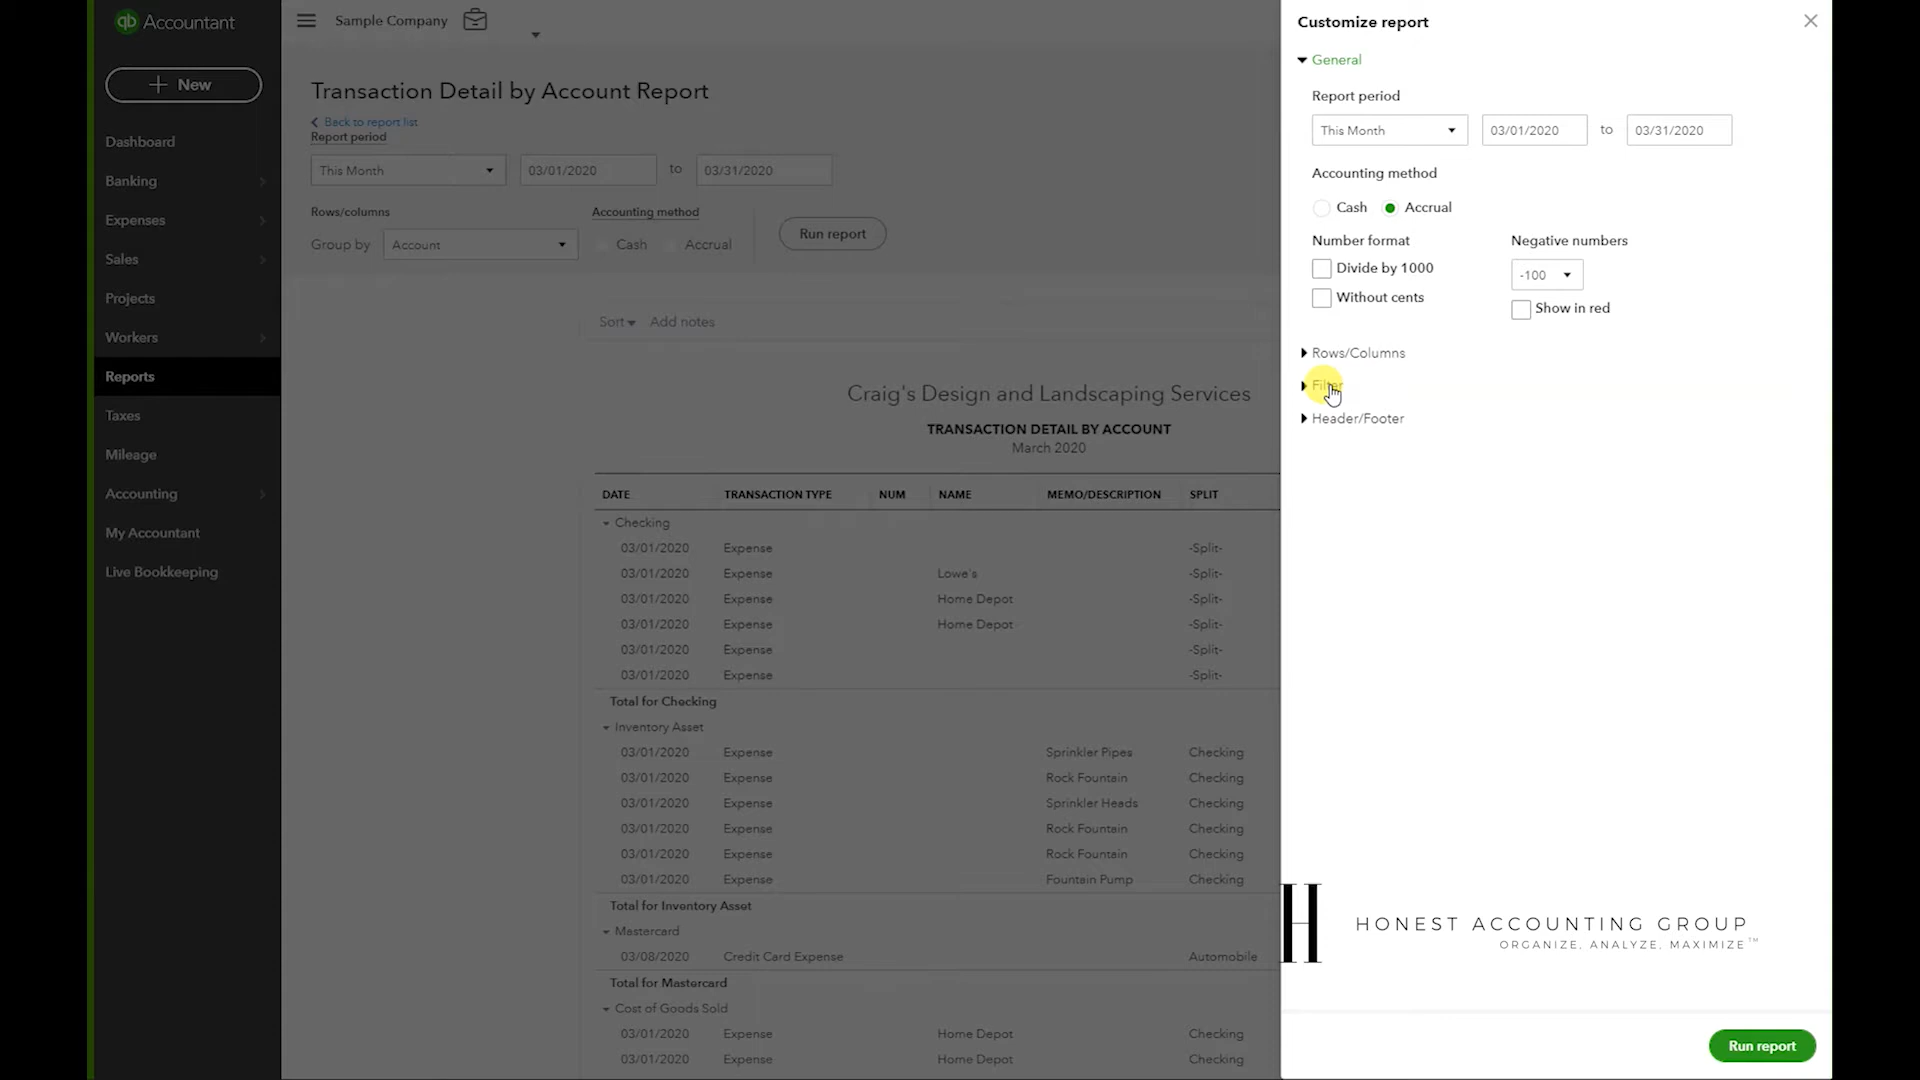 qb Accountant
New
Dashboard
Banking
Expenses
Sales
Projects
Workers
Reports
Taxes
Mileage
Accounting
My Accountant
Live Bookkeeping
Sample Company
Transaction Detail by Account Report
Back to report list
Report period
This Month
03/01/2020 to 03/31/2020
Rows/columns
Accounting method
Group by Account
Cash Accrual
Run report
Sort Add notes
Craig's Design and Landscaping Services
TRANSACTION DETAIL BY ACCOUNT
March 2020
DATE TRANSACTION TYPE NUM NAME MEMO/DESCRIPTION SPLIT
Checking
03/01/2020 Expense -Split-
03/01/2020 Expense Lowe's -Split-
03/01/2020 Expense Home Depot -Split-
03/01/2020 Expense Home Depot -Split-
03/01/2020 Expense -Split-
03/01/2020 Expense -Split-
Total for Checking
Inventory Asset
03/01/2020 Expense Sprinkler Pipes Checking
03/01/2020 Expense Rock Fountain Checking
03/01/2020 Expense Sprinkler Heads Checking
03/01/2020 Expense Rock Fountain Checking
03/01/2020 Expense Rock Fountain Checking
03/01/2020 Expense Fountain Pump Checking
Total for Inventory Asset
Mastercard
03/08/2020 Credit Card Expense Automobile
Total for Mastercard
Cost of Goods Sold
03/01/2020 Expense Home Depot Checking
03/01/2020 Expense Home Depot Checking
Customize report
General
Report period
This Month 03/01/2020 to 03/31/2020
Accounting method
Cash Accrual
Number format Negative numbers
Divide by 1000 -100
Without cents Show in red
Rows/Columns
Filter
Header/Footer
H
HONEST ACCOUNTING GROUP
ORGANIZE. ANALYZE. MAXIMIZE™
Run report